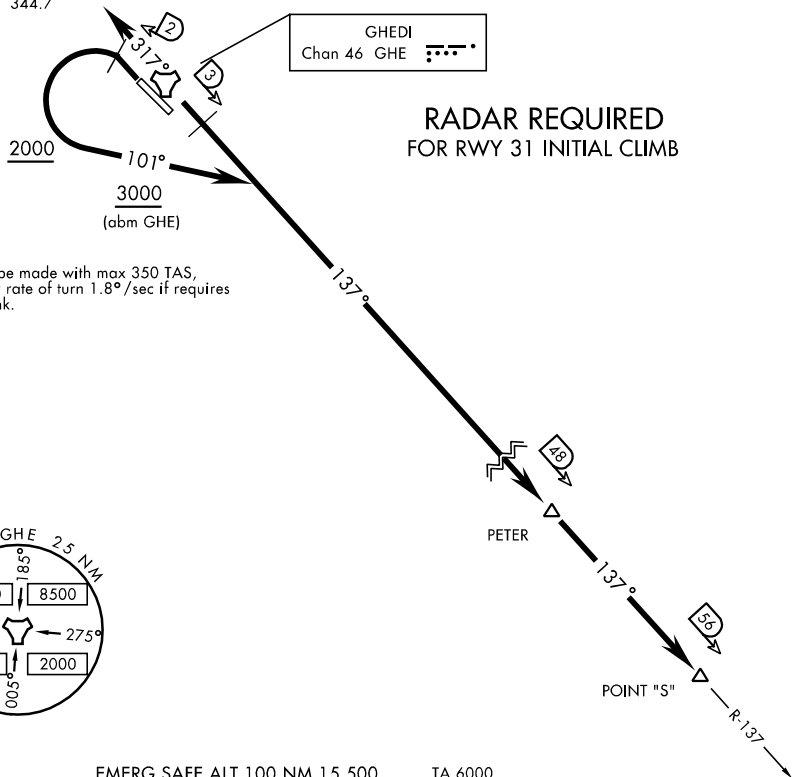 344.7
2
317°
3
GHEDI
Chan 46 GHE
RADAR REQUIRED
FOR RWY 31 INITIAL CLIMB
2000
101°
3000
(abm GHE)
be made with max 350 TAS,
rate of turn 1.8°/sec if requires
137°
48
PETER
GHE 25 NM
185°
8500
275°
2000
005°
137°
56
POINT "S"
R-137
EMERG SAFE ALT 100 NM 15,500 TA 6000